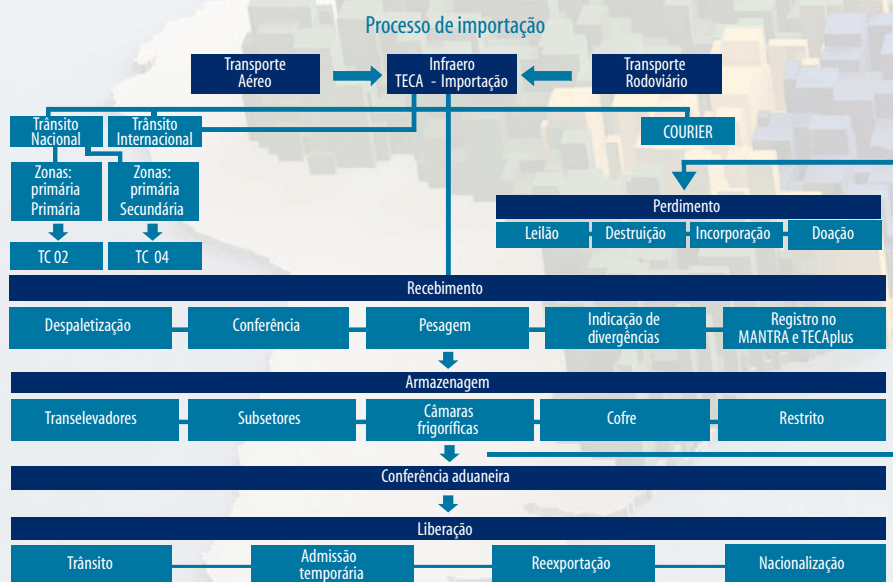 Processo de importação
Transporte
Aéreo
Infraero
TECA - Importação
Transporte
Rodoviário
Trânsito
Nacional
Trânsito
Internacional
COURIER
Zonas:
primária
Primária
Zonas:
primária
Secundária
Perdimento
Leilão
Destruição
Incorporação
Doação
TC 02
TC 04
Recebimento
Despaletização
Conferência
Pesagem
Indicação de
divergências
Registro no
MANTRA e TECAplus
Armazenagem
Transelevadores
Subsetores
Câmaras
frigoríficas
Cofre
Restrito
Conferência aduaneira
Liberação
Trânsito
Admissão
temporária
Reexportação
Nacionalização